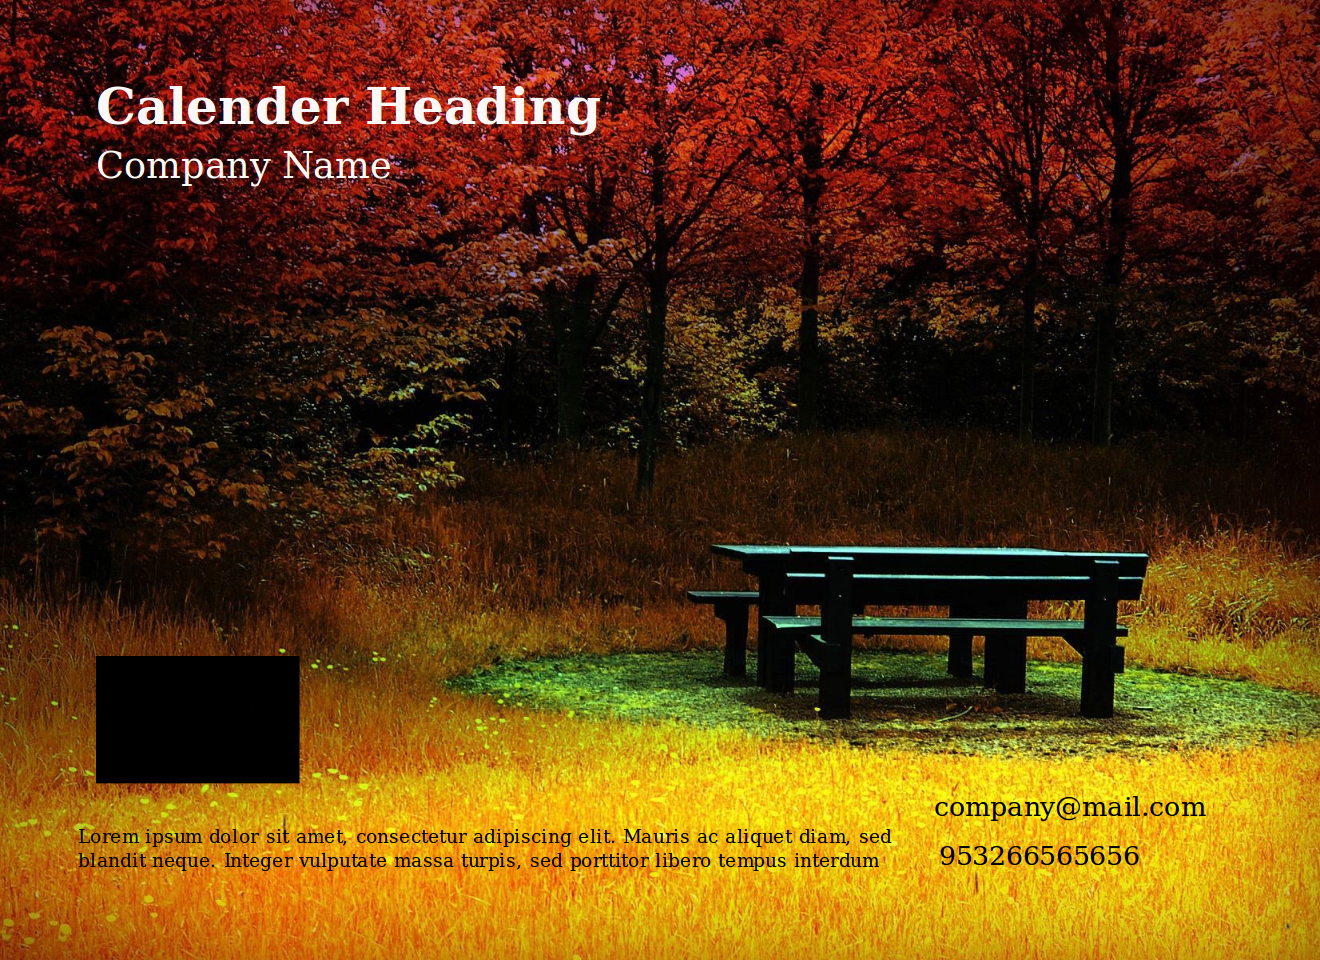 Calender Heading
Company Name
Lorem ipsum dolor sit amet, consectetur adipiscing elit. Mauris ac aliquet diam, sed
blandit neque. Integer vulputate massa turpis, sed porttitor libero tempus interdum
company@mail.com
953266565656